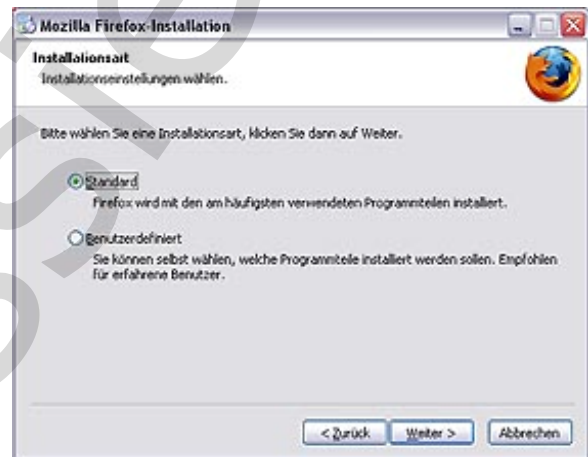 Mozilla Firefox-Installation
Installationsart
Installationseinstellungen wählen.
Bitte wählen Sie eine Installationsart, klicken Sie dann auf Weiter.
Standard
Firefox wird mit den am häufigsten verwendeten Programmteilen installiert.
Benutzerdefiniert
Sie können selbst wählen, welche Programmteile installiert werden sollen. Empfohlen
für erfahrene Benutzer.
< Zurück
Weiter >
Abbrechen